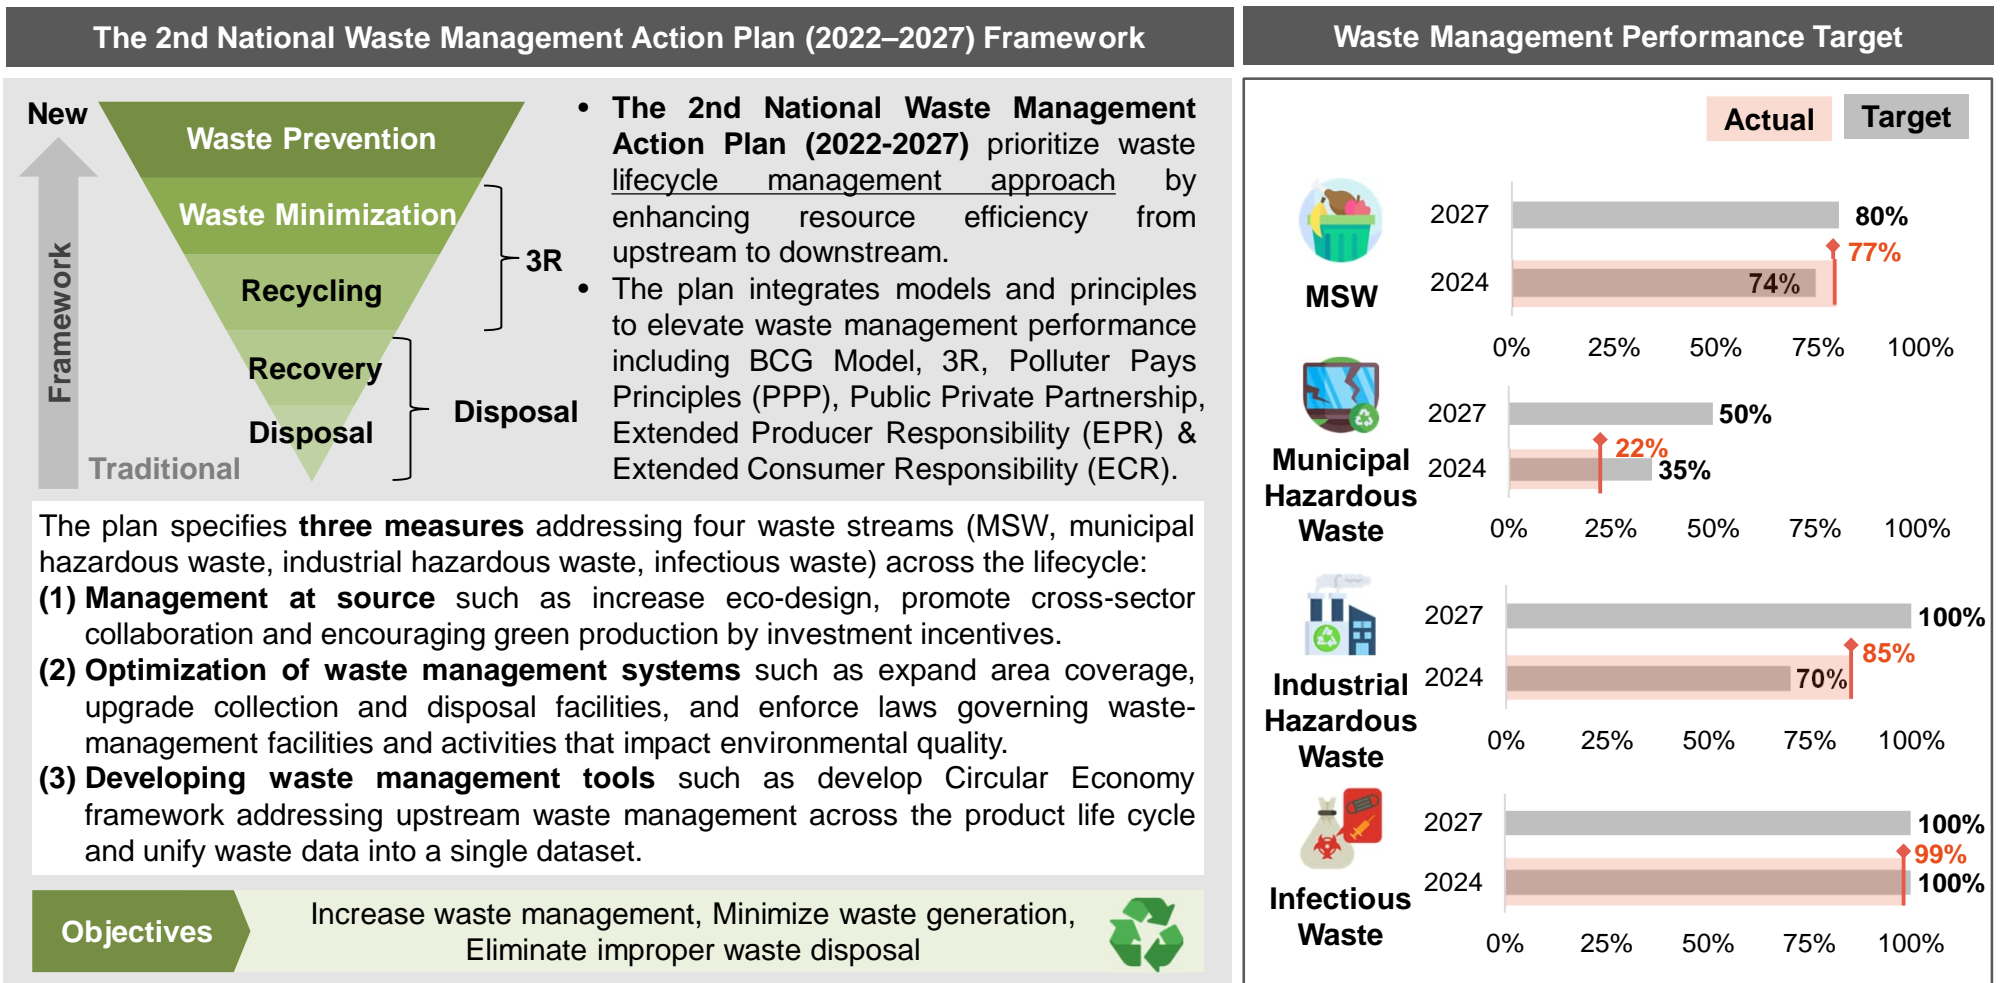 The 2nd National Waste Management Action Plan (2022–2027) Framework
New
Framework
Traditional
Waste Prevention
Waste Minimization
Recycling
Recovery
Disposal
3R
Disposal
• The 2nd National Waste Management
Action Plan (2022-2027) prioritize waste
lifecycle management approach by
enhancing resource efficiency from
upstream to downstream.
• The plan integrates models and principles
to elevate waste management performance
including BCG Model, 3R, Polluter Pays
Principles (PPP), Public Private Partnership,
Extended Producer Responsibility (EPR) &
Extended Consumer Responsibility (ECR).
The plan specifies three measures addressing four waste streams (MSW, municipal
hazardous waste, industrial hazardous waste, infectious waste) across the lifecycle:
(1) Management at source such as increase eco-design, promote cross-sector
collaboration and encouraging green production by investment incentives.
(2) Optimization of waste management systems such as expand area coverage,
upgrade collection and disposal facilities, and enforce laws governing waste-
management facilities and activities that impact environmental quality.
(3) Developing waste management tools such as develop Circular Economy
framework addressing upstream waste management across the product life cycle
and unify waste data into a single dataset.
Objectives
Increase waste management, Minimize waste generation,
Eliminate improper waste disposal
Waste Management Performance Target
Actual
Target
MSW
2027
80%
77%
2024
74%
0% 25% 50% 75% 100%
Municipal
Hazardous
Waste
2027
50%
22%
2024
35%
0% 25% 50% 75% 100%
Industrial
Hazardous
Waste
2027
100%
85%
2024
70%
0% 25% 50% 75% 100%
Infectious
Waste
2027
100%
99%
2024
100%
0% 25% 50% 75% 100%